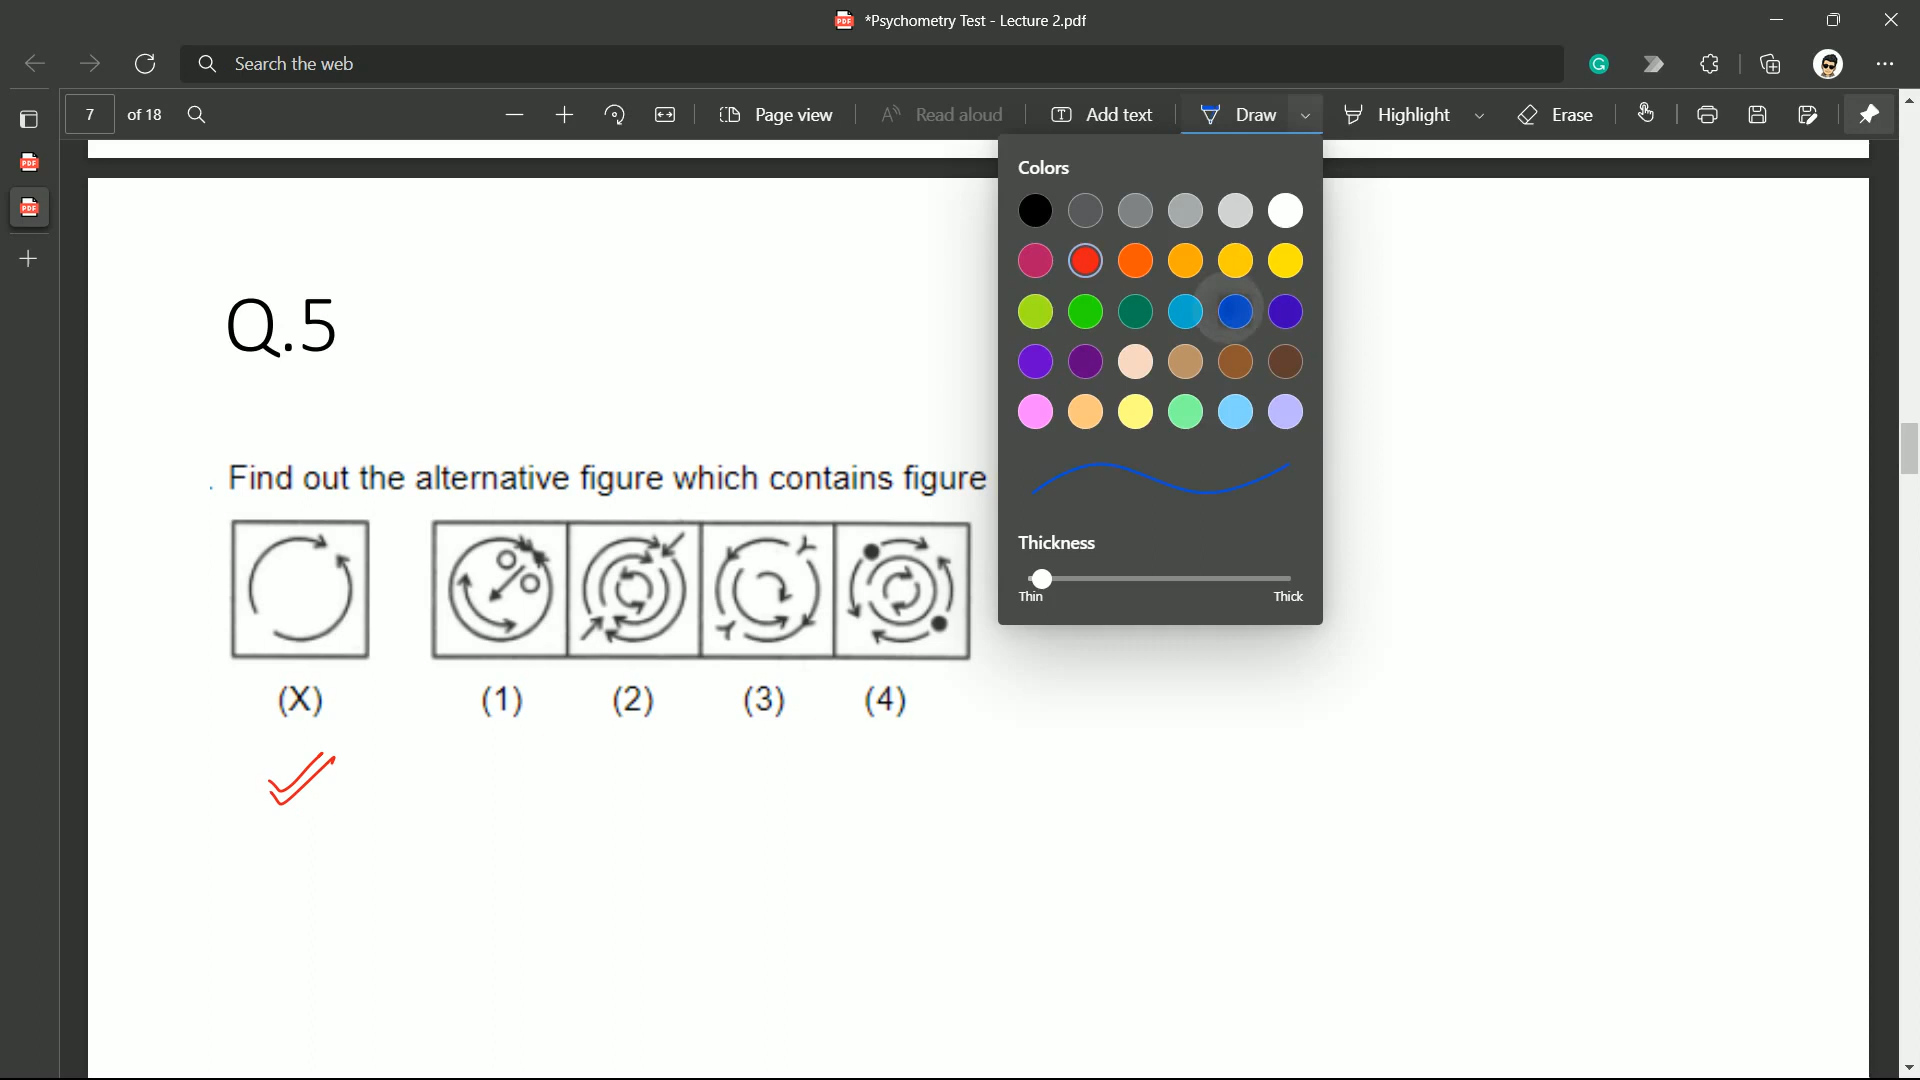 *Psychometry Test - Lecture 2.pdf
Search the web
7 of 18
Page view
Read aloud
Add text
Draw
Highlight
Erase
Colors
Q.5
Find out the alternative figure which contains figure
Thickness
Thin Thick
(X) (1) (2) (3) (4)